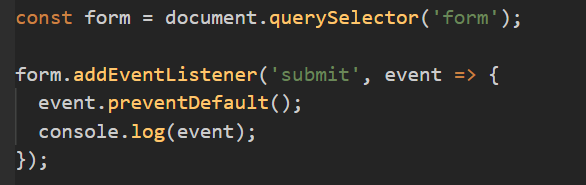 const form = document.querySelector('form');
form.addEventListener('submit', event => {
  event.preventDefault();
  console.log(event);
});